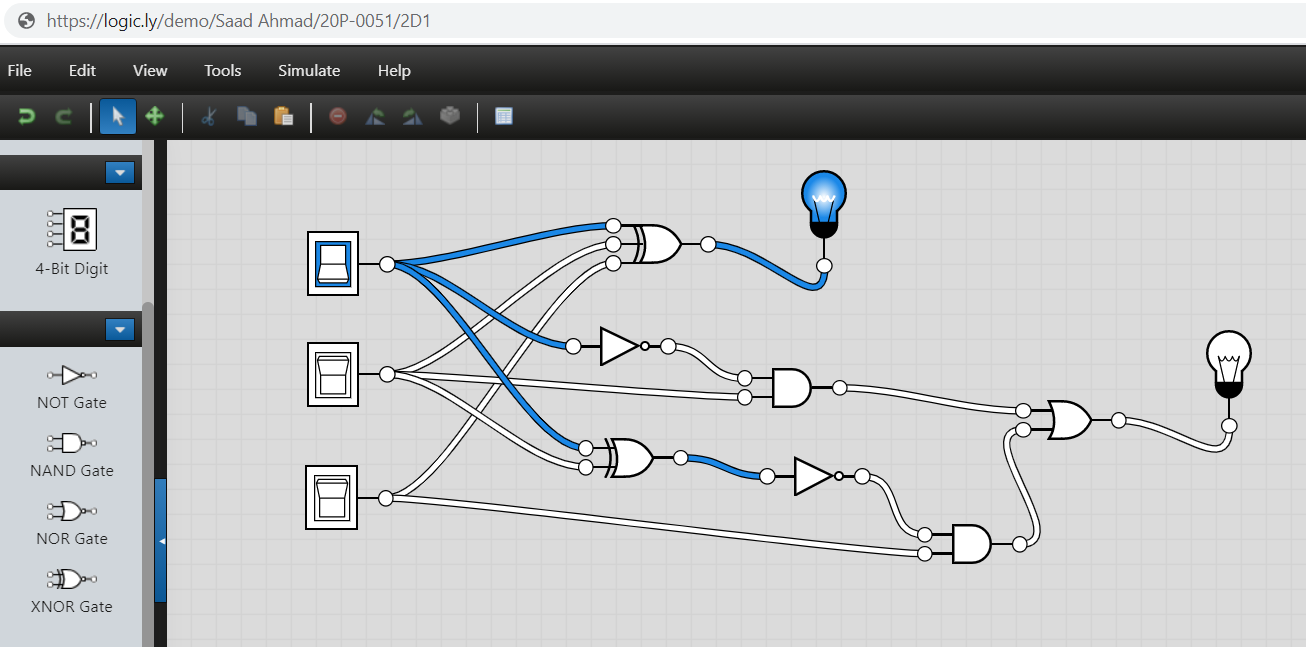 https://logic.ly/demo/Saad Ahmad/20P-0051/2D1
File Edit View Tools Simulate Help
4-Bit Digit
NOT Gate
NAND Gate
NOR Gate
XNOR Gate